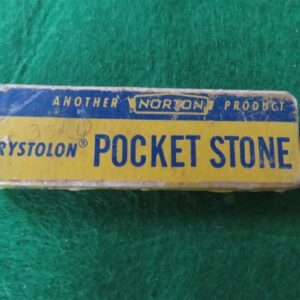 ANOTHER NORTON PRODUCT
RYSTOLON® POCKET STONE